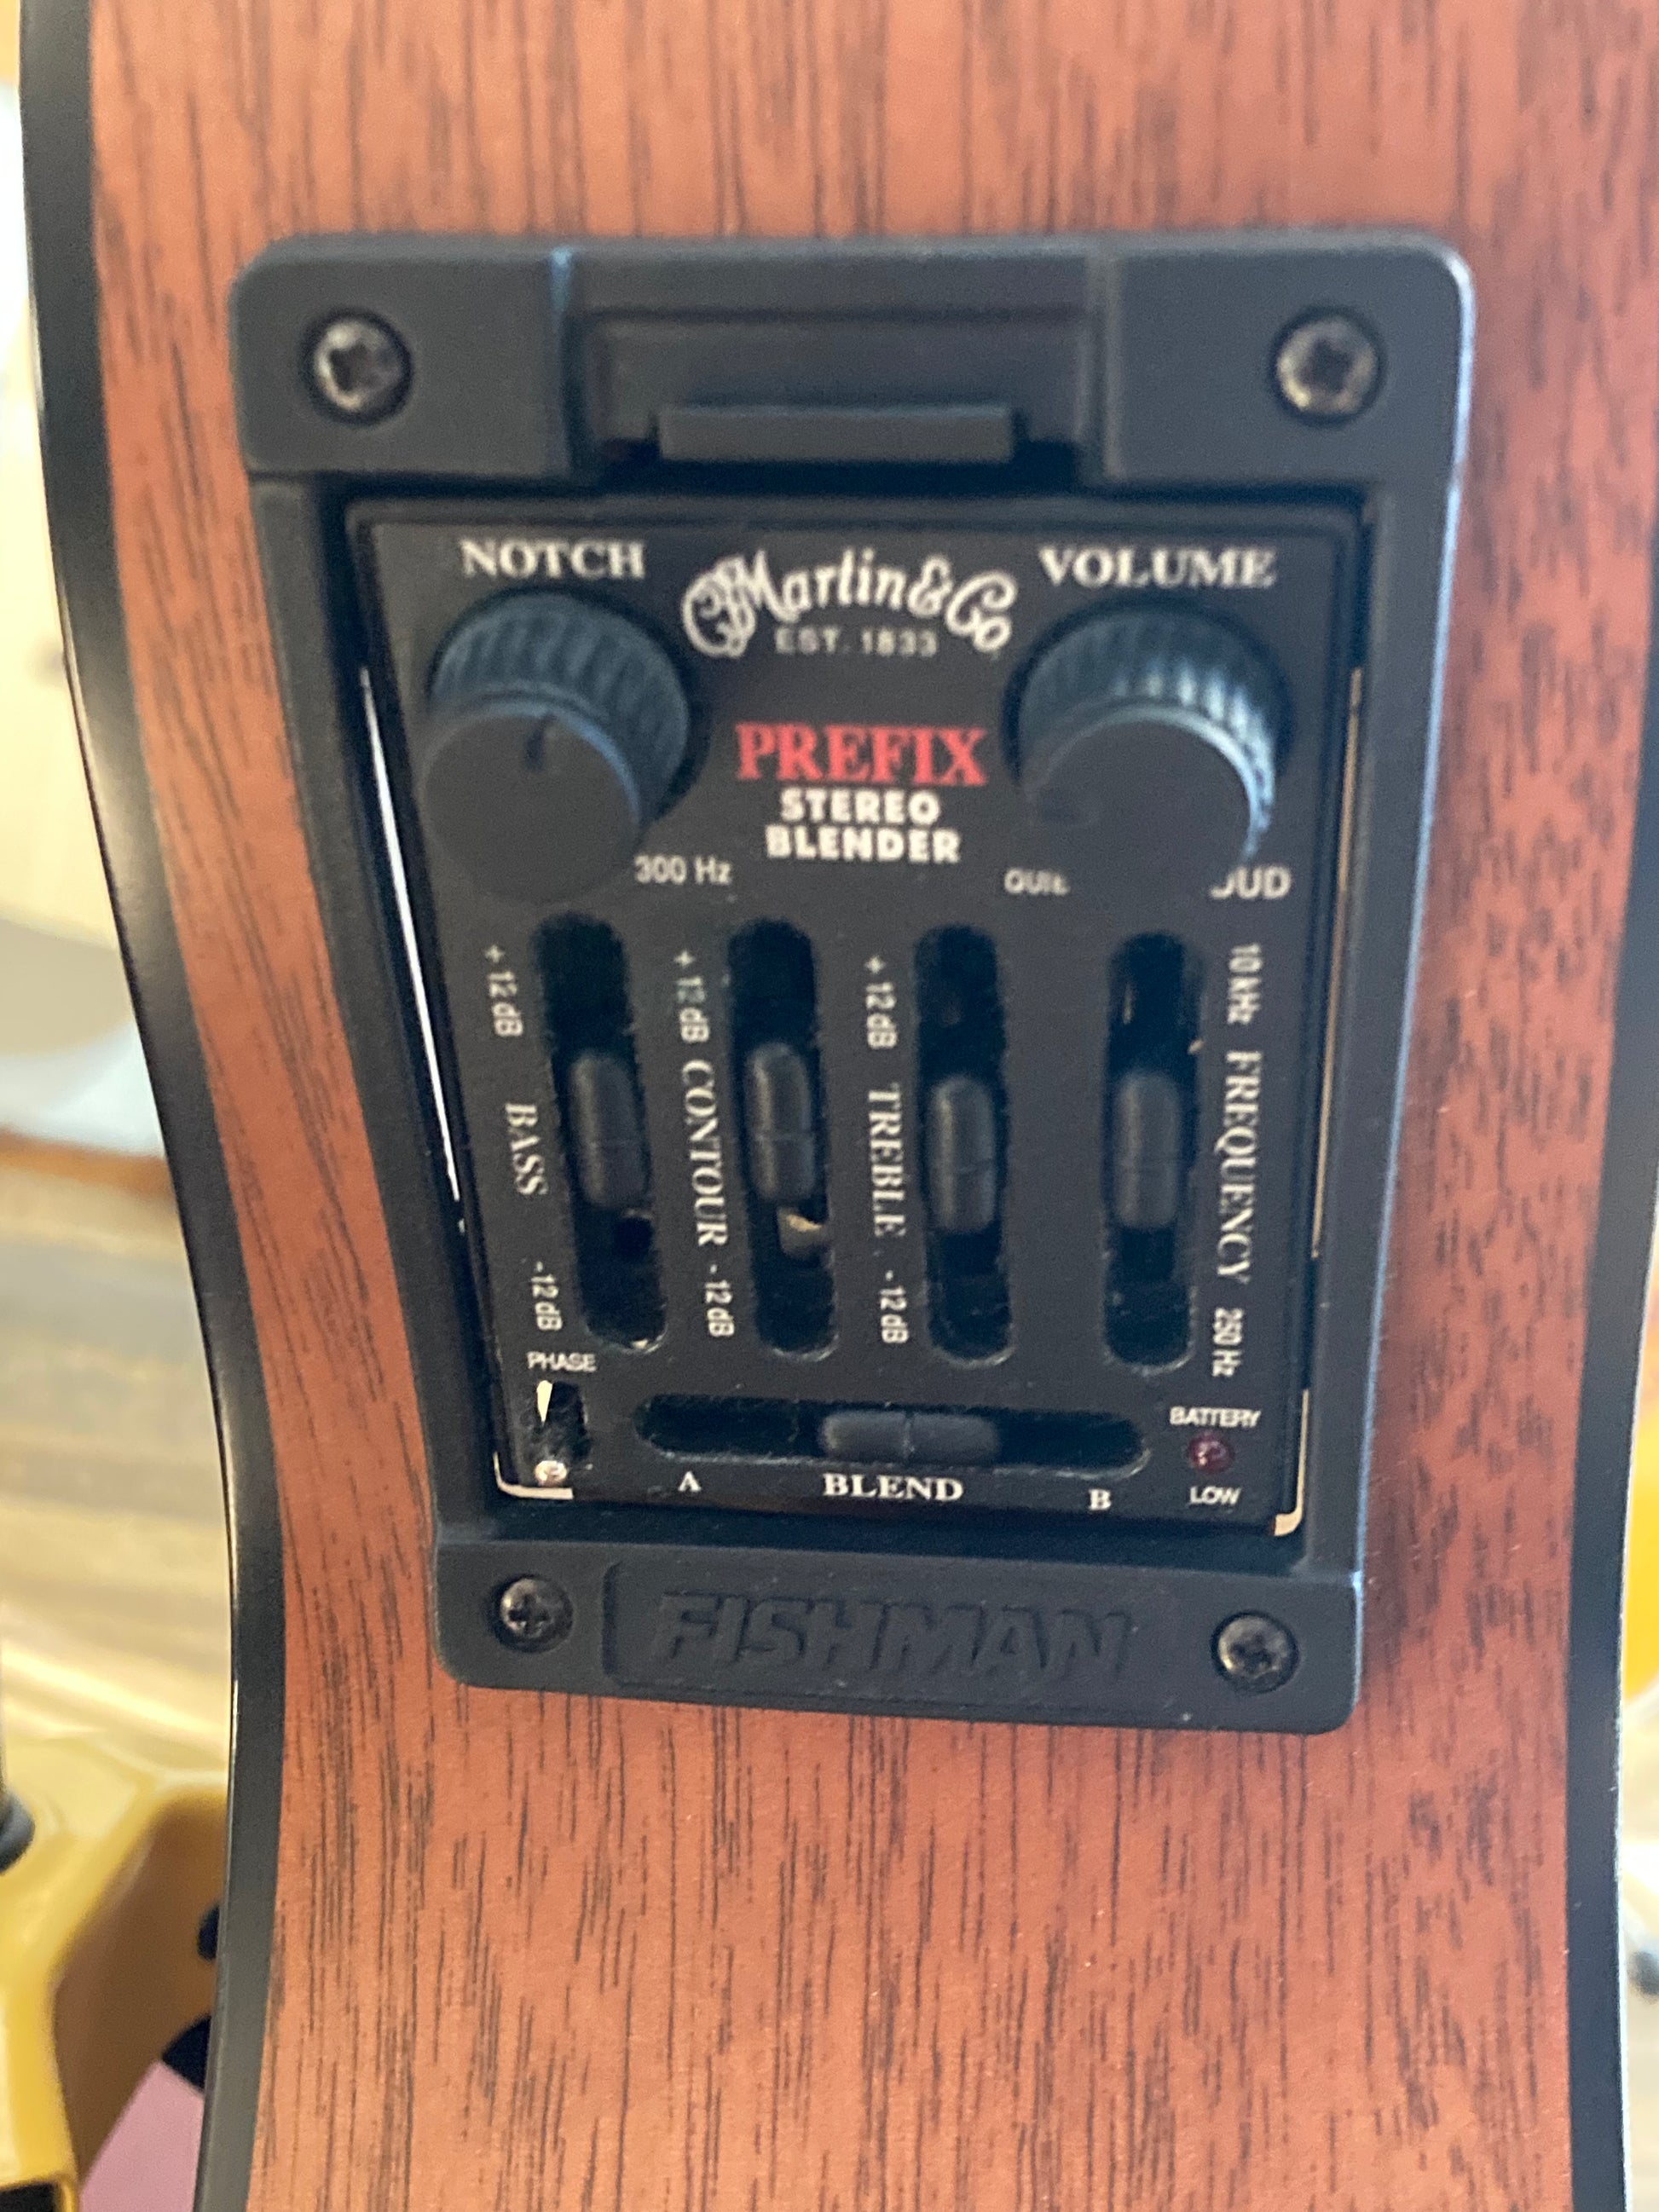 NOTCH
Martin & Co
EST. 1833
VOLUME
PREFIX
STEREO
BLENDER
300 Hz
+12 dB BASS -12 dB
+12 dB CONTOUR -12 dB
+12 dB TREBLE -12 dB
10 kHz FREQUENCY 250 Hz
PHASE
A BLEND B
BATTERY
LOW
FISHMAN